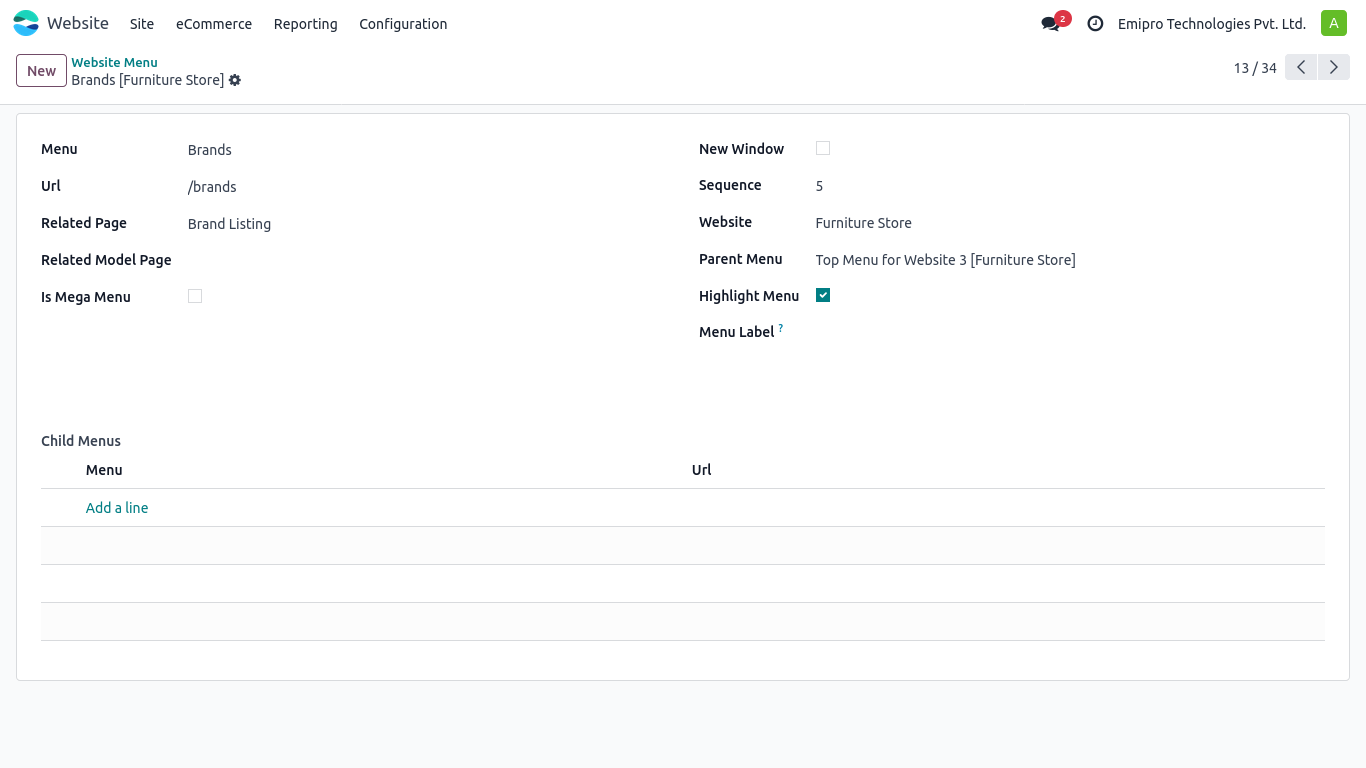 Website Site eCommerce Reporting Configuration 2 Emipro Technologies Pvt. Ltd. A
New Website Menu
Brands [Furniture Store] 13 / 34
Menu Brands New Window
Url /brands Sequence 5
Related Page Brand Listing Website Furniture Store
Related Model Page Parent Menu Top Menu for Website 3 [Furniture Store]
Is Mega Menu Highlight Menu
Menu Label ?
Child Menus
Menu Url
Add a line